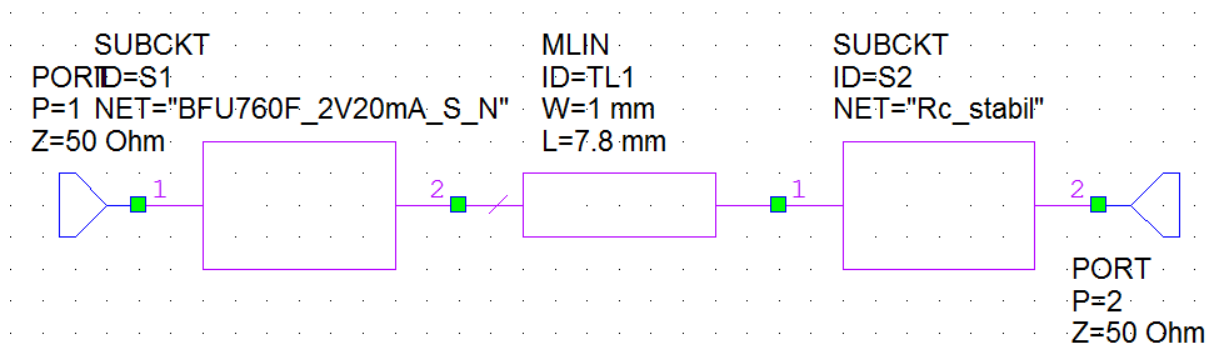 SUBCKT
ID=S1
NET="BFU760F_2V20mA_S_N"
PORT
P=1
Z=50 Ohm
1
2
MLIN
ID=TL1
W=1 mm
L=7.8 mm
SUBCKT
ID=S2
NET="Rc_stabil"
1
2
PORT
P=2
Z=50 Ohm